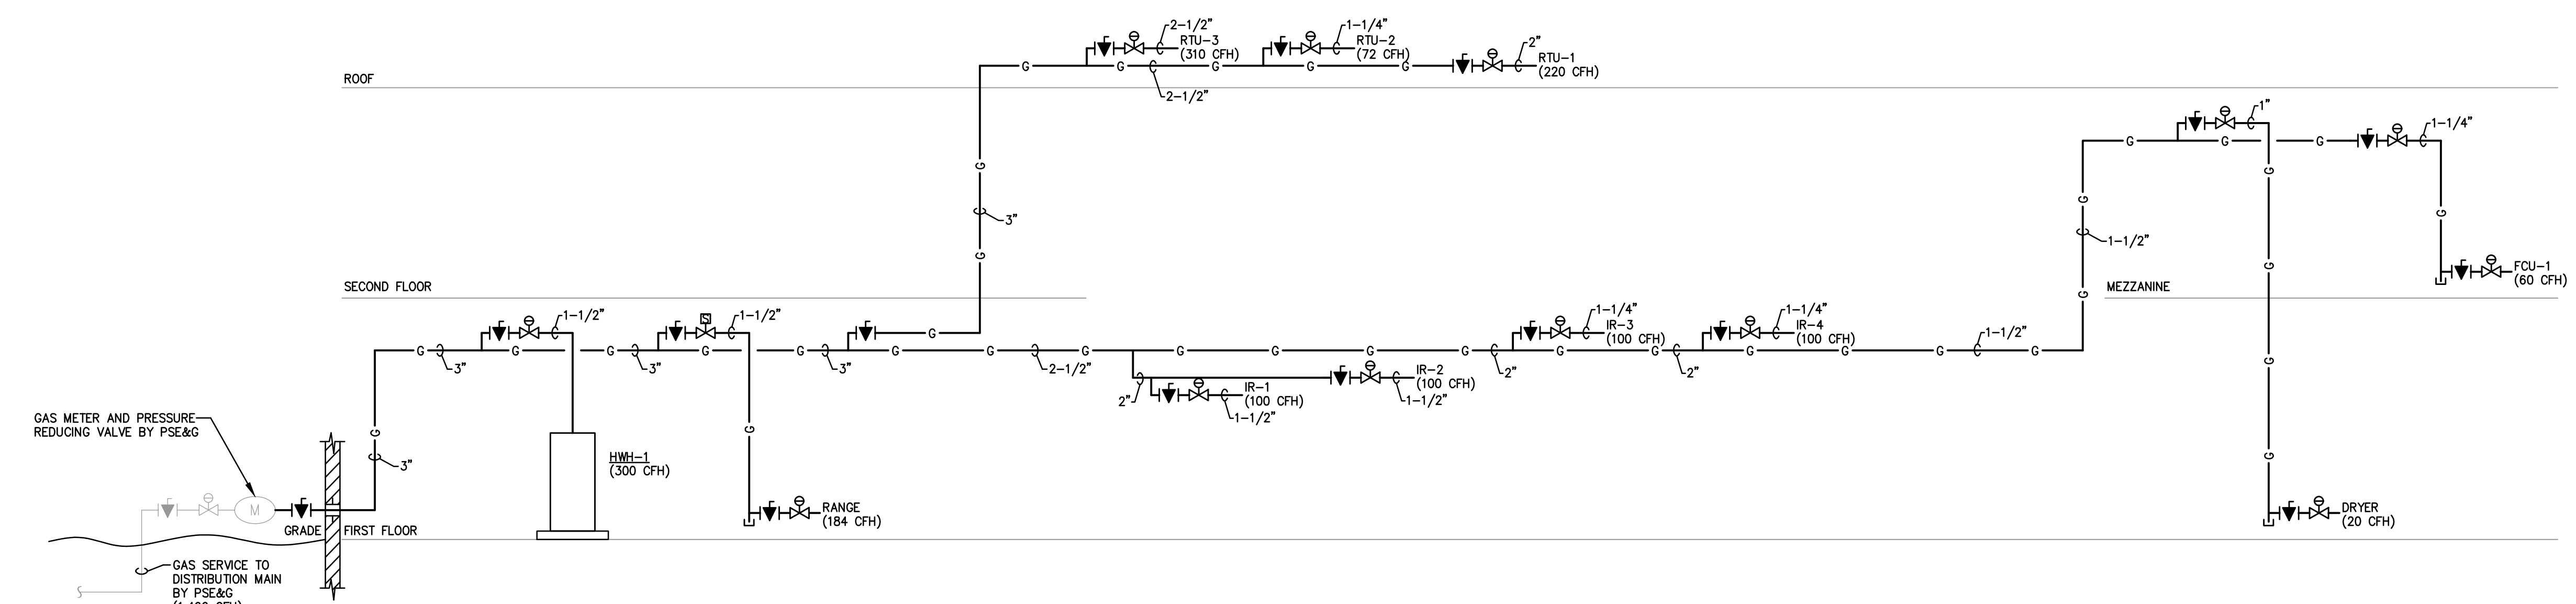 2-1/2"
RTU-3
(310 CFH)
1-1/4"
RTU-2
(72 CFH)
2"
RTU-1
(220 CFH)
G G G G G
2-1/2"
ROOF
G
3"
G
1"
1-1/4"
G G G
G
G
G
1-1/2"
G
G
FCU-1
(60 CFH)
SECOND FLOOR
MEZZANINE
1-1/2"
S
1-1/2"
G
1-1/4"
IR-3
(100 CFH)
1-1/4"
IR-4
(100 CFH)
1-1/2"
G G G G G G G G G G G G G G G G G G
3"
3"
3"
2-1/2"
2"
2"
2"
IR-1
(100 CFH)
1-1/2"
IR-2
(100 CFH)
1-1/2"
GAS METER AND PRESSURE
REDUCING VALVE BY PSE&G
G
3"
G
G
G
HWH-1
(300 CFH)
M
GRADE
FIRST FLOOR
RANGE
(184 CFH)
DRYER
(20 CFH)
GAS SERVICE TO
DISTRIBUTION MAIN
BY PSE&G